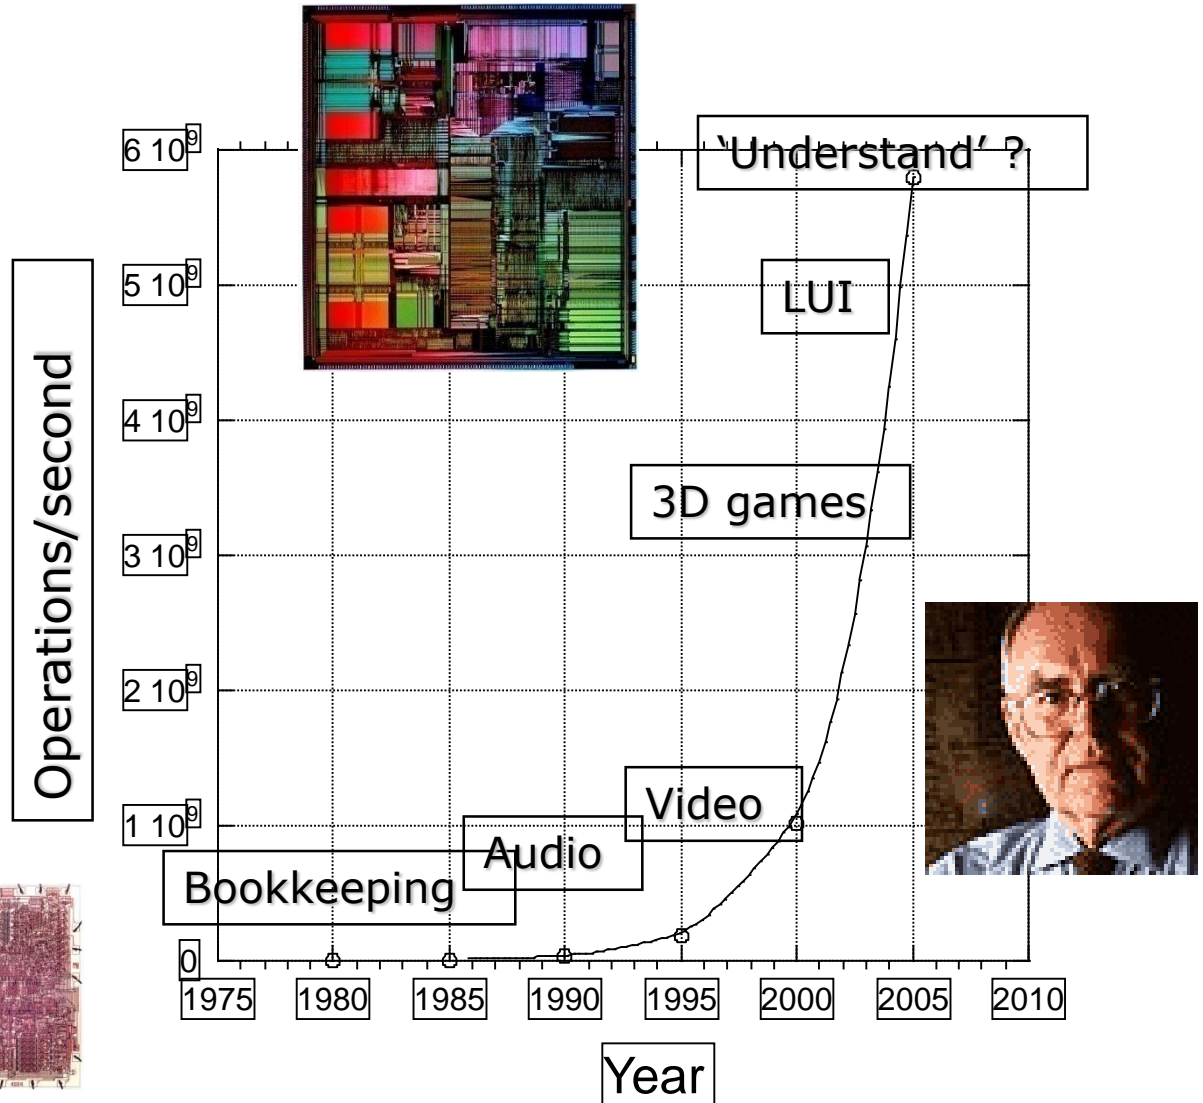 6 10^9
'Understand' ?
5 10^9
LUI
4 10^9
Operations/second
3D games
3 10^9
2 10^9
Video
1 10^9
Audio
Bookkeeping
0
1975 1980 1985 1990 1995 2000 2005 2010
Year